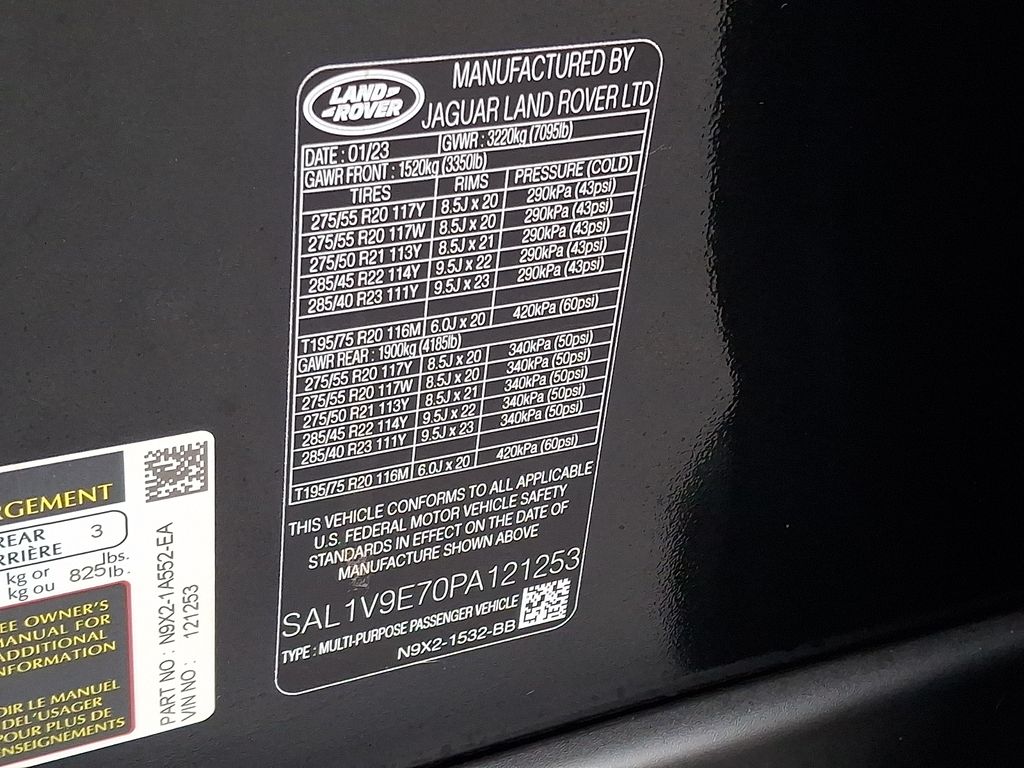 LAND ROVER
MANUFACTURED BY
JAGUAR LAND ROVER LTD
DATE : 01/23 GVWR : 3220kg (7095lb)
GAWR FRONT : 1520kg (3350lb)
TIRES RIMS PRESSURE (COLD)
275/55 R20 117Y 8.5J x 20 290kPa (43psi)
275/55 R20 117W 8.5J x 20 290kPa (43psi)
275/50 R21 113Y 8.5J x 21 290kPa (43psi)
285/45 R22 114Y 9.5J x 22 290kPa (43psi)
285/40 R23 111Y 9.5J x 23 290kPa (43psi)
T195/75 R20 116M 6.0J x 20 420kPa (60psi)
GAWR REAR : 1900kg (4185lb)
275/55 R20 117Y 8.5J x 20 340kPa (50psi)
275/55 R20 117W 8.5J x 20 340kPa (50psi)
275/50 R21 113Y 8.5J x 21 340kPa (50psi)
285/45 R22 114Y 9.5J x 22 340kPa (50psi)
285/40 R23 111Y 9.5J x 23 340kPa (50psi)
T195/75 R20 116M 6.0J x 20 420kPa (60psi)
THIS VEHICLE CONFORMS TO ALL APPLICABLE
U.S. FEDERAL MOTOR VEHICLE SAFETY
STANDARDS IN EFFECT ON THE DATE OF
MANUFACTURE SHOWN ABOVE
SAL1V9E70PA121253
TYPE : MULTI-PURPOSE PASSENGER VEHICLE
N9X2-1532-BB
RGEMENT
REAR 3
RRIÈRE
kg or 825 lbs.
kg ou lb.
EE OWNER'S
MANUAL FOR
ADDITIONAL
NFORMATION
OIR LE MANUEL
DEL'USAGER
POUR PLUS DE
ENSEIGNEMENTS
PART NO : N9X2-1A552-EA
VIN NO : 121253